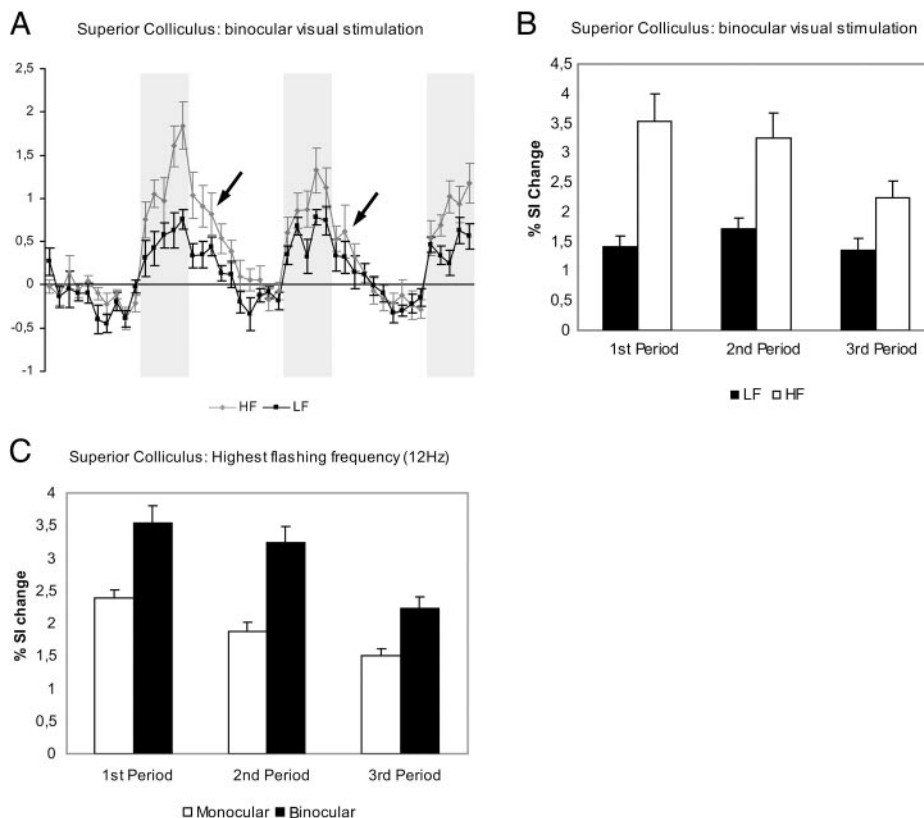 A
Superior Colliculus: binocular visual stimulation
2,5
2
1,5
1
0,5
0
-0,5
-1
HF LF
B
Superior Colliculus: binocular visual stimulation
% SI Change
4,5
4
3,5
3
2,5
2
1,5
1
0,5
0
1st Period 2nd Period 3rd Period
LF HF
C
Superior Colliculus: Highest flashing frequency (12Hz)
% SI change
4
3,5
3
2,5
2
1,5
1
0,5
0
1st Period 2nd Period 3rd Period
Monocular Binocular